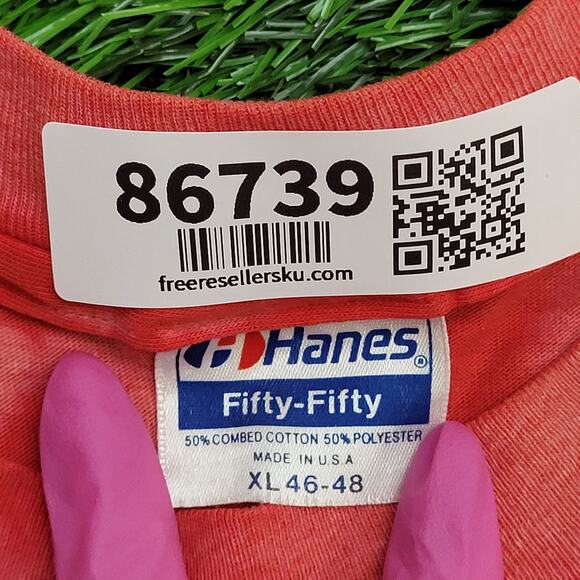 86739
freeresellersku.com
Hanes®
Fifty-Fifty
50% COMBED COTTON 50% POLYESTER
MADE IN U.S.A
XL 46-48